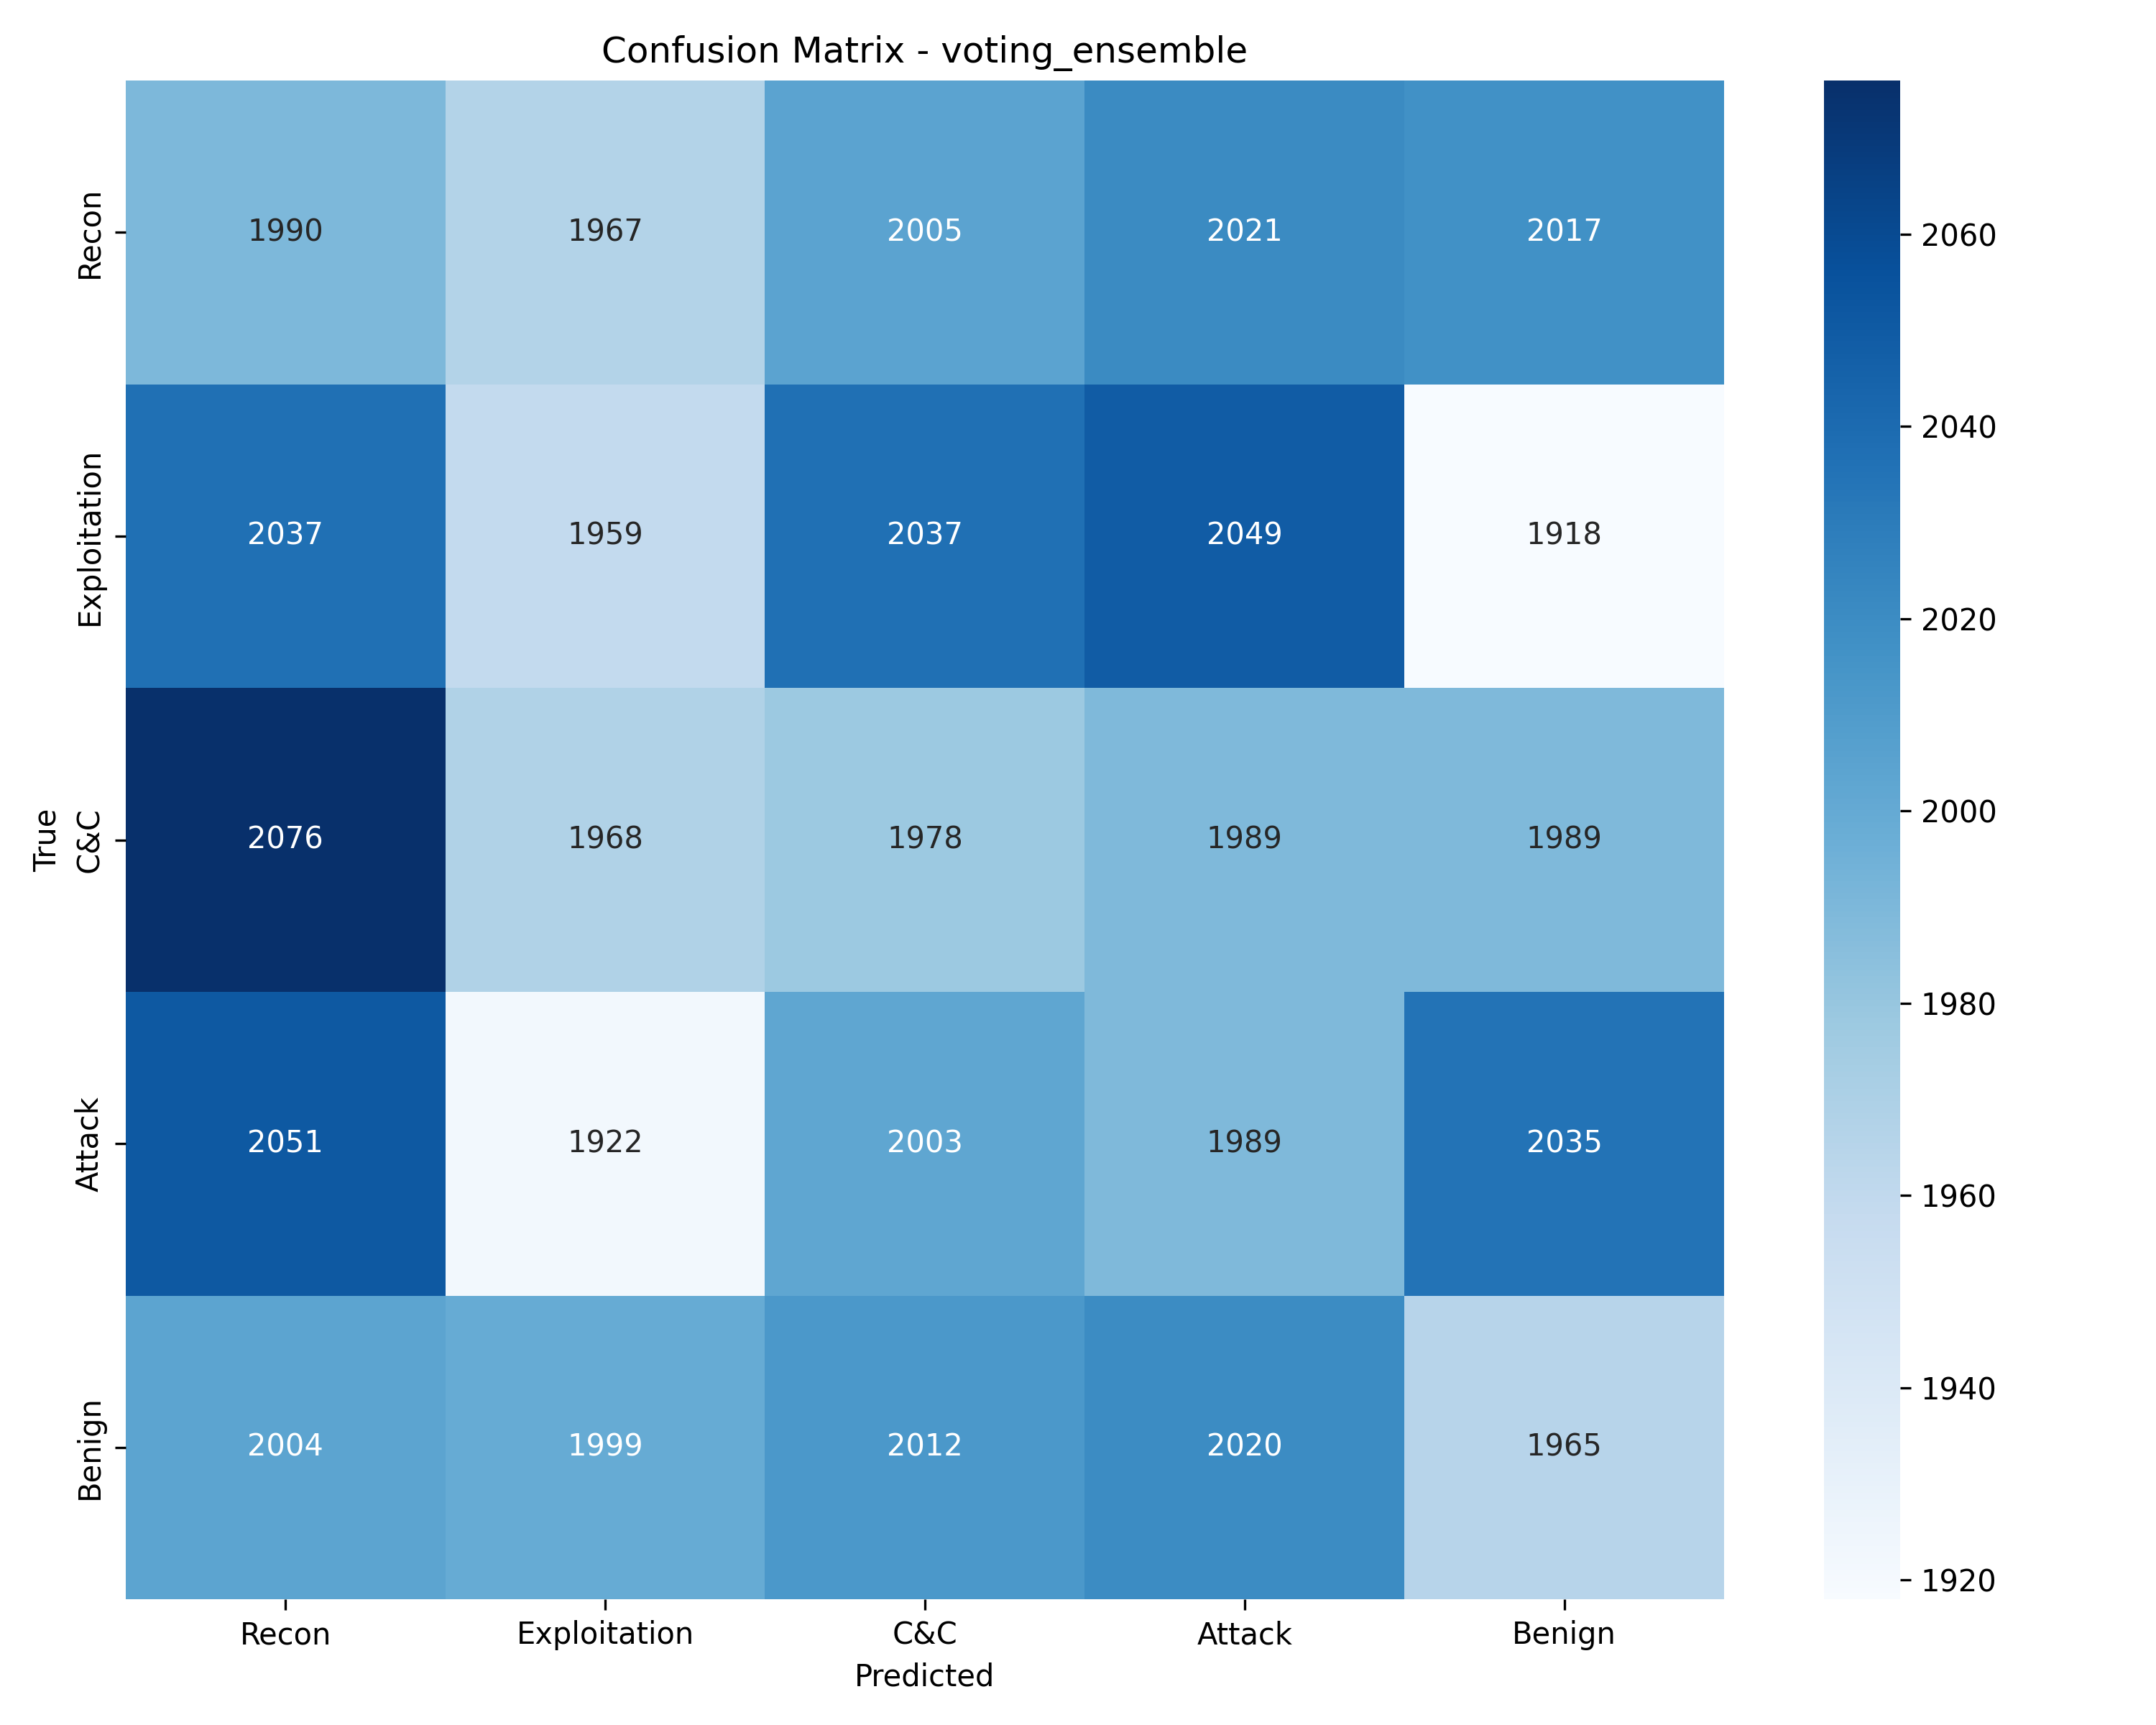 Confusion Matrix - voting_ensemble
Recon 1990 1967 2005 2021 2017
Exploitation 2037 1959 2037 2049 1918
True
C&C 2076 1968 1978 1989 1989
Attack 2051 1922 2003 1989 2035
Benign 2004 1999 2012 2020 1965
Recon Exploitation C&C Attack Benign
Predicted
2060
2040
2020
2000
1980
1960
1940
1920